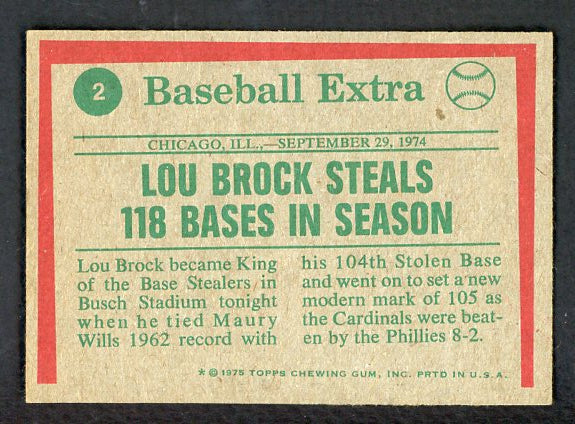 2
Baseball Extra
CHICAGO, ILL.,—SEPTEMBER 29, 1974
LOU BROCK STEALS
118 BASES IN SEASON
Lou Brock became King
of the Base Stealers in
Busch Stadium tonight
when he tied Maury
Wills 1962 record with
his 104th Stolen Base
and went on to set a new
modern mark of 105 as
the Cardinals were beat-
en by the Phillies 8-2.
* © 1975 TOPPS CHEWING GUM, INC. PRTD IN U.S.A.